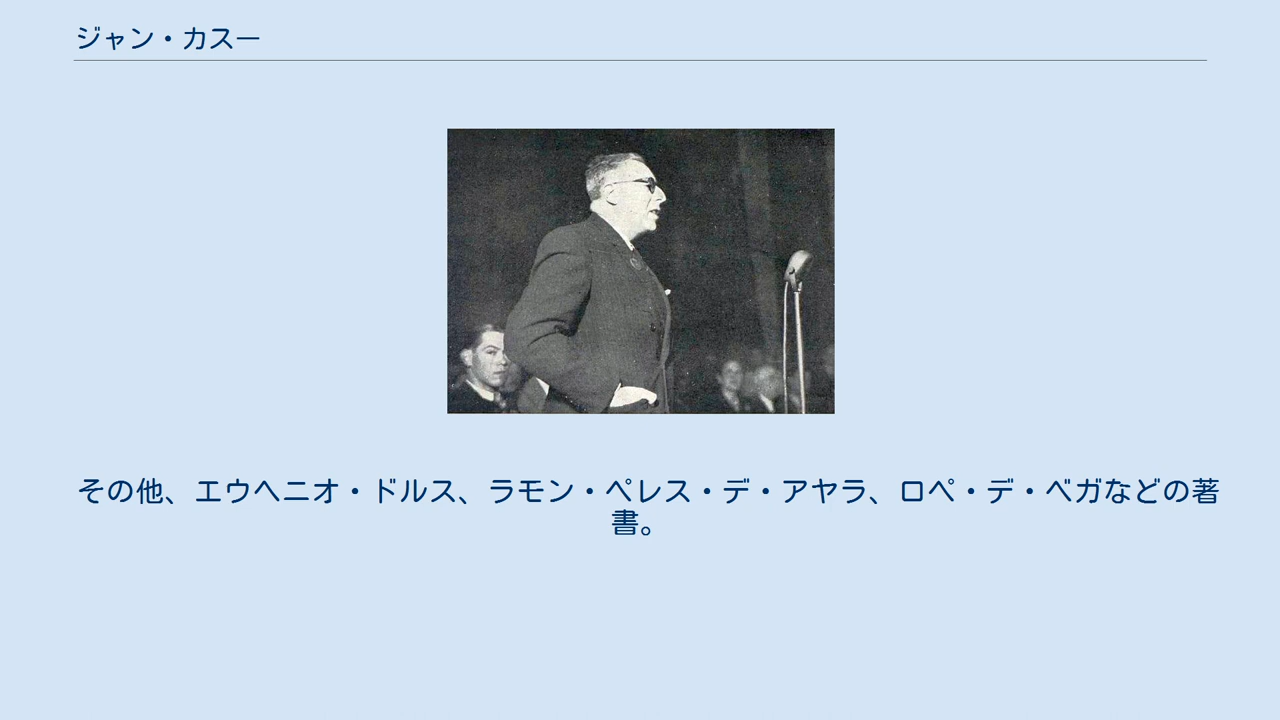 ジャン・カスー
その他、エウヘニオ・ドルス、ラモン・ペレス・デ・アヤラ、ロペ・デ・ベガなどの著
書。